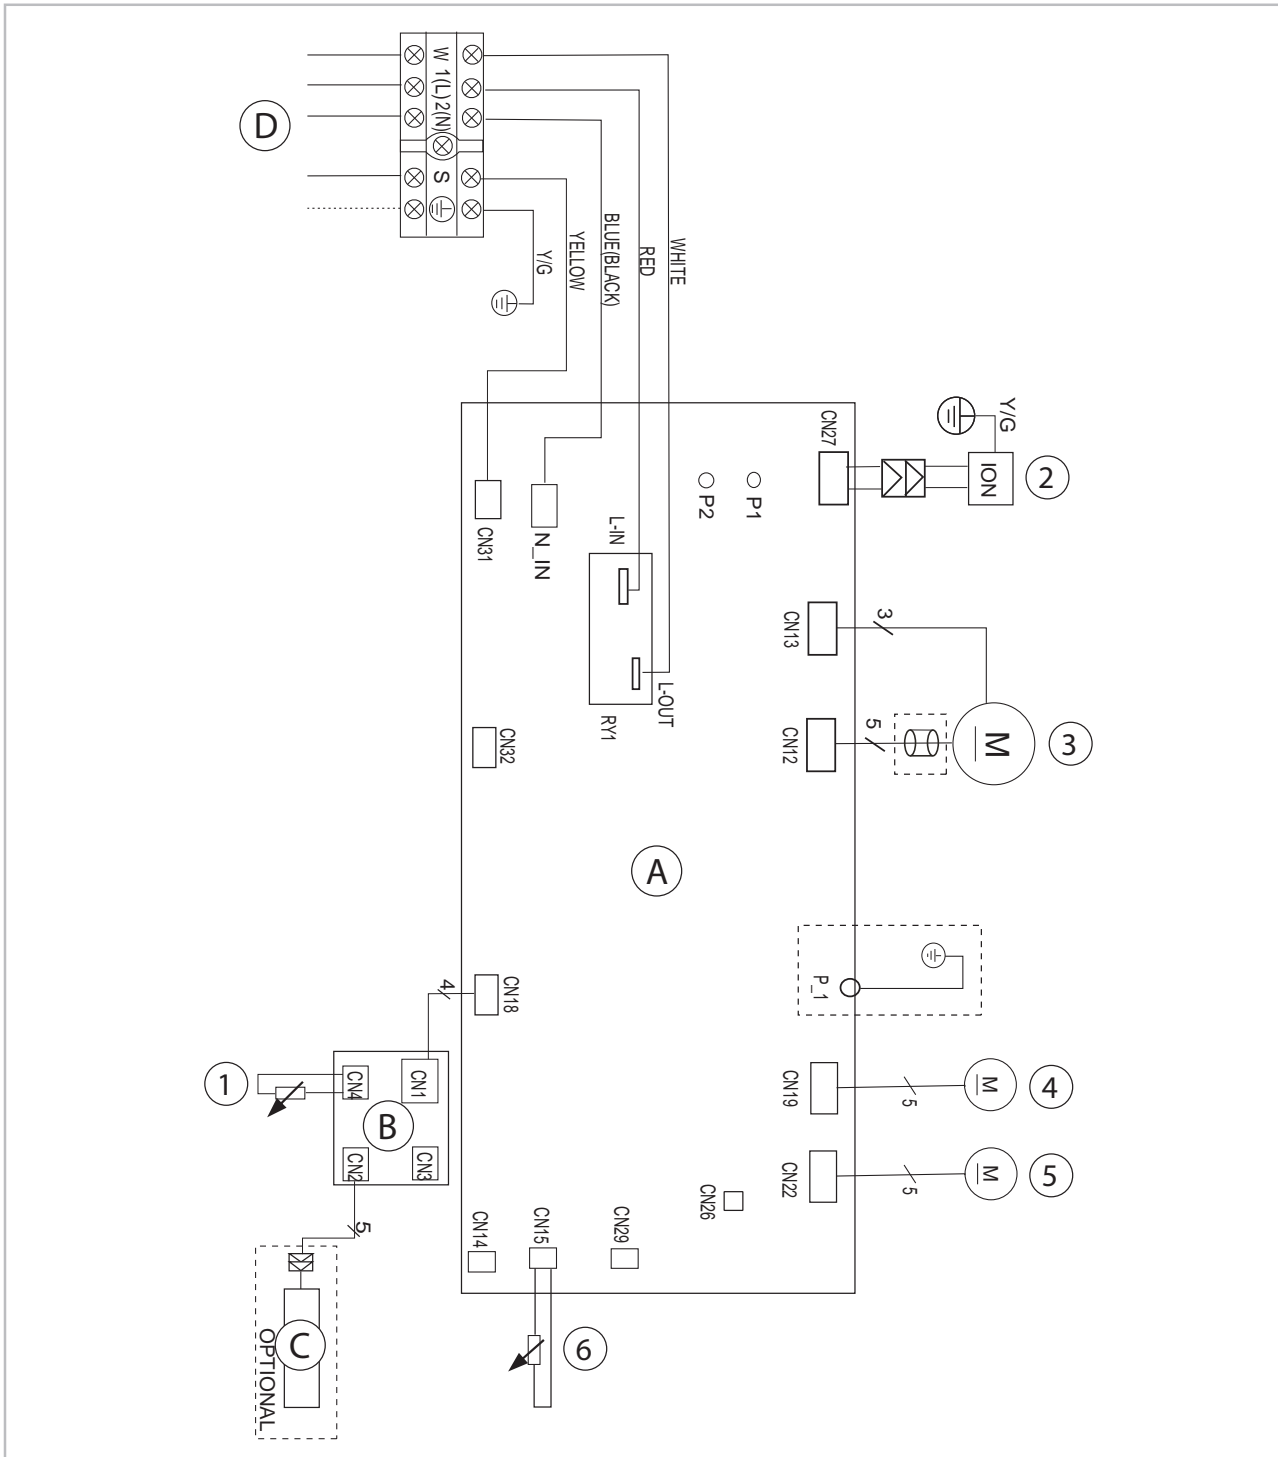 W 1(L) 2(N)
S
D
WHITE
RED
BLUE(BLACK)
YELLOW
Y/G
Y/G
CN27
ION
2
P1
P2
CN31
N_IN
L-IN
L-OUT
RY1
CN13
3
CN12
5
M
3
CN32
A
P_1
CN18
4
1
CN4
CN1
B
CN2
CN3
CN19
5
M
4
CN22
5
M
5
CN26
CN14
CN15
CN29
5
OPTIONAL
C
6